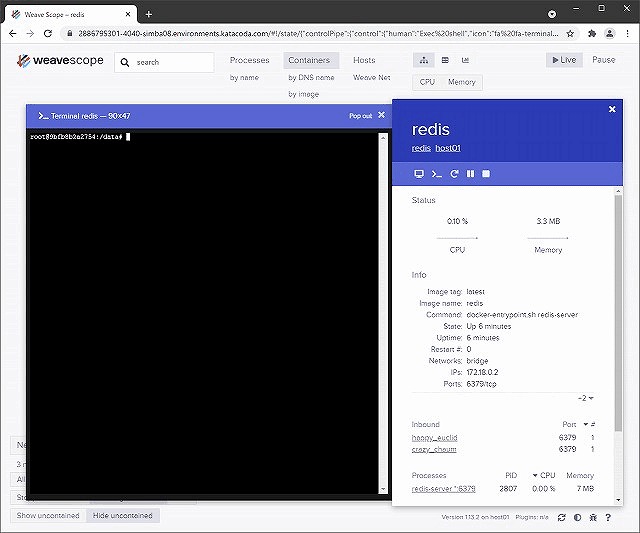 Weave Scope – redis
2886795301-4040-simba08.environments.katacoda.com/#!/state/{"controlPipe":{"control":{"human":"Exec%20shell","icon":"fa%20fa-terminal...
weavescope
search
Processes
by name
Containers
by DNS name
by image
Hosts
Weave Net
CPU
Memory
Live
Pause
Terminal redis — 90×47
Pop out
root@9bfb8b2a2754:/data#
redis
redis host01
Status
0.10 %
3.3 MB
CPU
Memory
Info
Image tag: latest
Image name: redis
Command: docker-entrypoint.sh redis-server
State: Up 6 minutes
Uptime: 6 minutes
Restart #: 0
Networks: bridge
IPs: 172.18.0.2
Ports: 6379/tcp
~2
Inbound Port #
happy_euclid 6379 1
crazy_chaum 6379 1
Processes PID CPU Memory
redis-server *:6379 2807 0.00 % 7 MB
Ne
3 n
All
Sto
Show uncontained
Hide uncontained
Version 1.13.2 on host01
Plugins: n/a